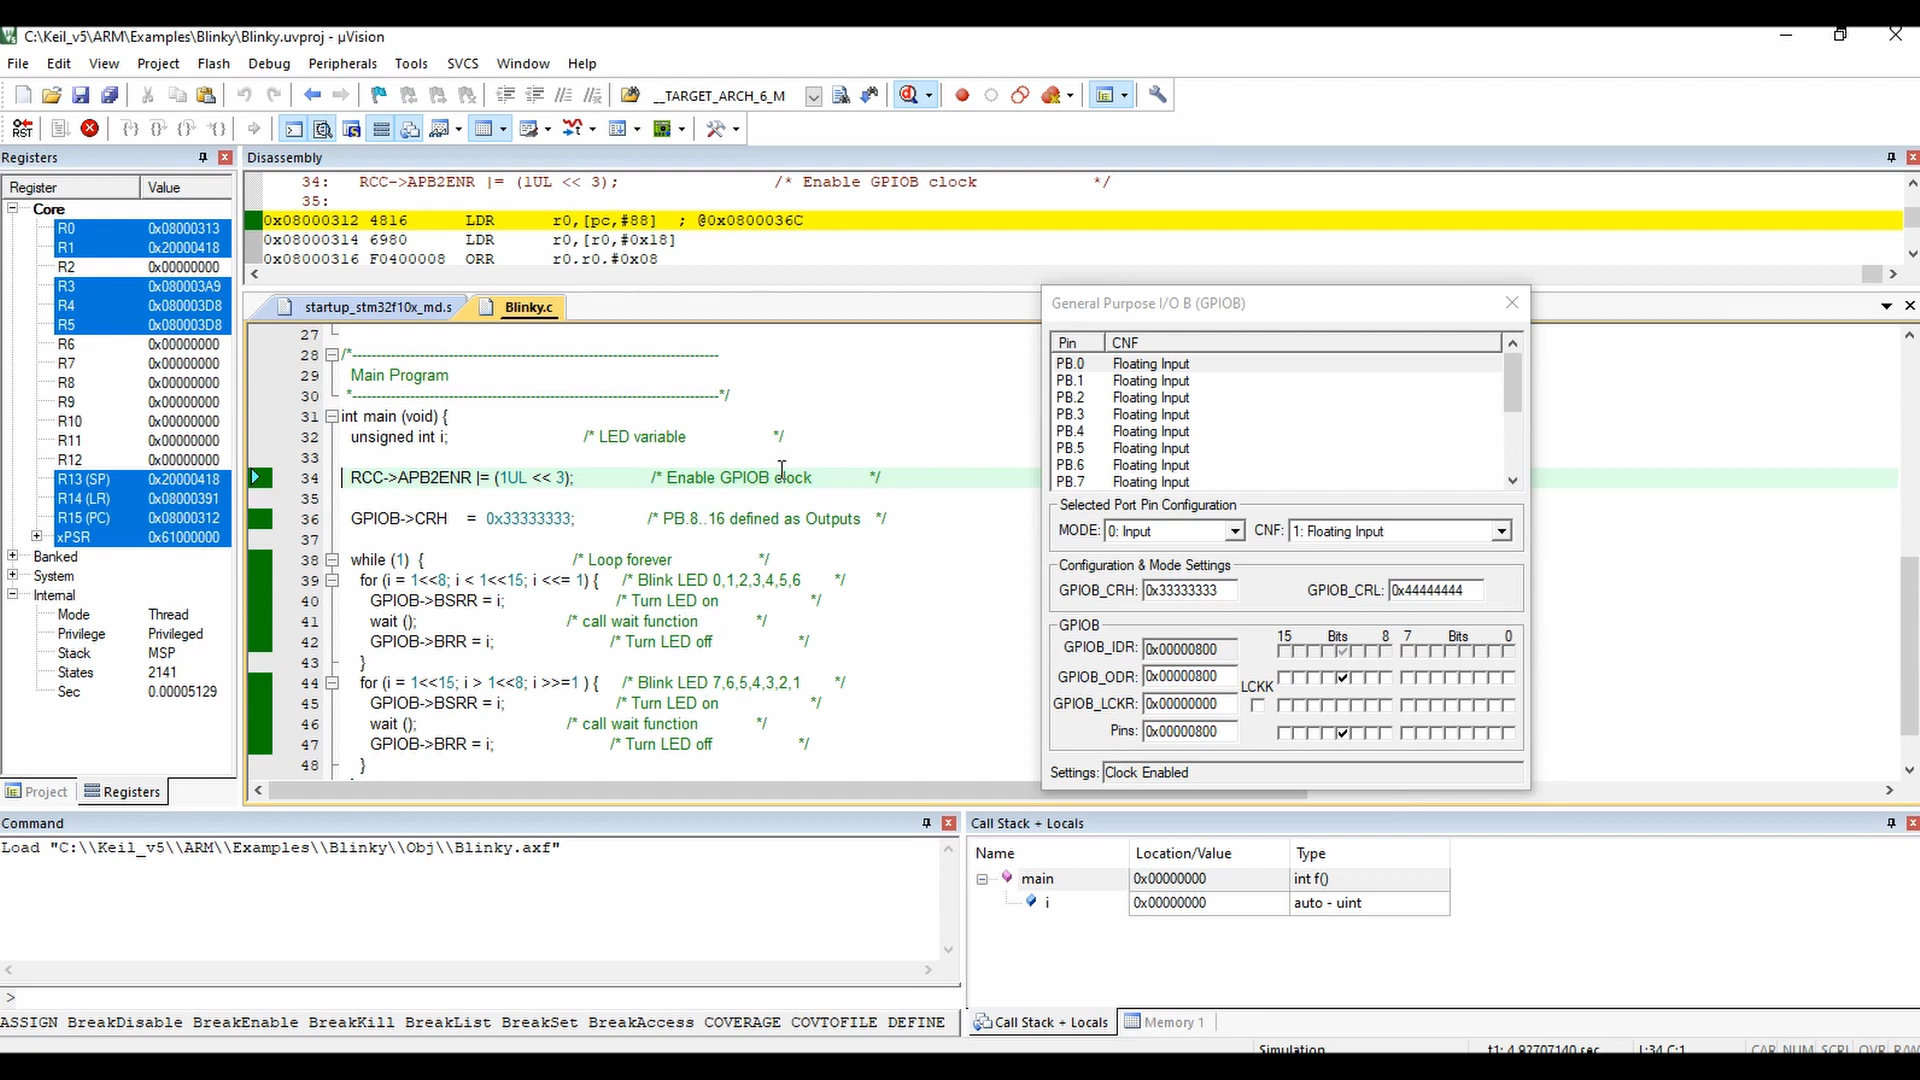 C:\Keil_v5\ARM\Examples\Blinky\Blinky.uvproj - µVision
File Edit View Project Flash Debug Peripherals Tools SVCS Window Help
__TARGET_ARCH_6_M
RST
Registers
Register Value
Core
R0 0x08000313
R1 0x20000418
R2 0x00000000
R3 0x080003A9
R4 0x080003D8
R5 0x080003D8
R6 0x00000000
R7 0x00000000
R8 0x00000000
R9 0x00000000
R10 0x00000000
R11 0x00000000
R12 0x00000000
R13 (SP) 0x20000418
R14 (LR) 0x08000391
R15 (PC) 0x08000312
xPSR 0x61000000
Banked
System
Internal
Mode Thread
Privilege Privileged
Stack MSP
States 2141
Sec 0.00005129
Project Registers
Disassembly
34: RCC->APB2ENR |= (1UL << 3); /* Enable GPIOB clock */
35:
0x08000312 4816 LDR r0,[pc,#88] ; @0x0800036C
0x08000314 6980 LDR r0,[r0,#0x18]
0x08000316 F0400008 ORR r0,r0,#0x08
startup_stm32f10x_md.s Blinky.c
27
28 /*----------------------------------------------------------------------------
29 Main Program
30 *----------------------------------------------------------------------------*/
31 int main (void) {
32 unsigned int i; /* LED variable */
33
34 RCC->APB2ENR |= (1UL << 3); /* Enable GPIOB clock */
35
36 GPIOB->CRH = 0x33333333; /* PB.8..16 defined as Outputs */
37
38 while (1) { /* Loop forever */
39 for (i = 1<<8; i < 1<<15; i <<= 1) { /* Blink LED 0,1,2,3,4,5,6 */
40 GPIOB->BSRR = i; /* Turn LED on */
41 wait (); /* call wait function */
42 GPIOB->BRR = i; /* Turn LED off */
43 }
44 for (i = 1<<15; i > 1<<8; i >>=1 ) { /* Blink LED 7,6,5,4,3,2,1 */
45 GPIOB->BSRR = i; /* Turn LED on */
46 wait (); /* call wait function */
47 GPIOB->BRR = i; /* Turn LED off */
48 }
General Purpose I/O B (GPIOB)
Pin CNF
PB.0 Floating Input
PB.1 Floating Input
PB.2 Floating Input
PB.3 Floating Input
PB.4 Floating Input
PB.5 Floating Input
PB.6 Floating Input
PB.7 Floating Input
Selected Port Pin Configuration
MODE: 0: Input CNF: 1: Floating Input
Configuration & Mode Settings
GPIOB_CRH: 0x33333333 GPIOB_CRL: 0x44444444
GPIOB
15 Bits 8 7 Bits 0
GPIOB_IDR: 0x00000800
GPIOB_ODR: 0x00000800
LCKK
GPIOB_LCKR: 0x00000000
Pins: 0x00000800
Settings: Clock Enabled
Command
Load "C:\\Keil_v5\\ARM\\Examples\\Blinky\\Obj\\Blinky.axf"
>
ASSIGN BreakDisable BreakEnable BreakKill BreakList BreakSet BreakAccess COVERAGE COVTOFILE DEFINE
Call Stack + Locals
Name Location/Value Type
main 0x00000000 int f()
i 0x00000000 auto - uint
Call Stack + Locals Memory 1
Simulation t1: 4.92707140 sec L:34 C:1 CAP NUM SCRL OVR R/W